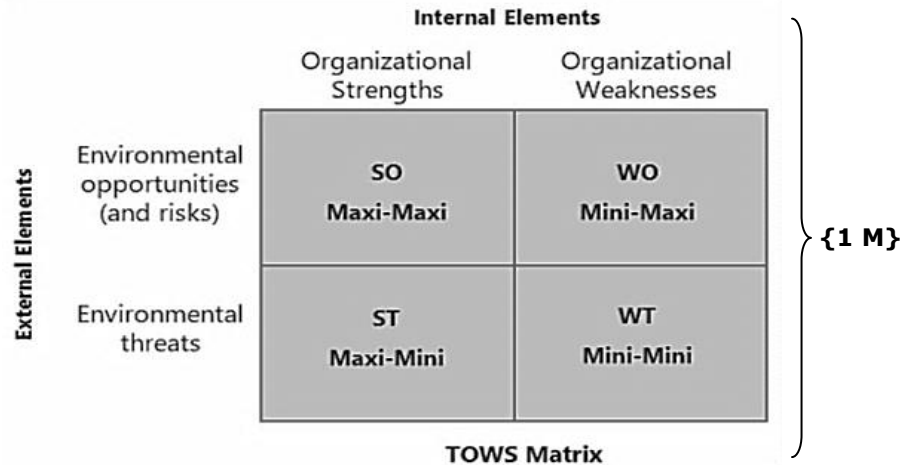 Internal Elements
Organizational
Strengths
Organizational
Weaknesses
External Elements
Environmental
opportunities
(and risks)
SO
Maxi-Maxi
WO
Mini-Maxi
{1 M}
Environmental
threats
ST
Maxi-Mini
WT
Mini-Mini
TOWS Matrix